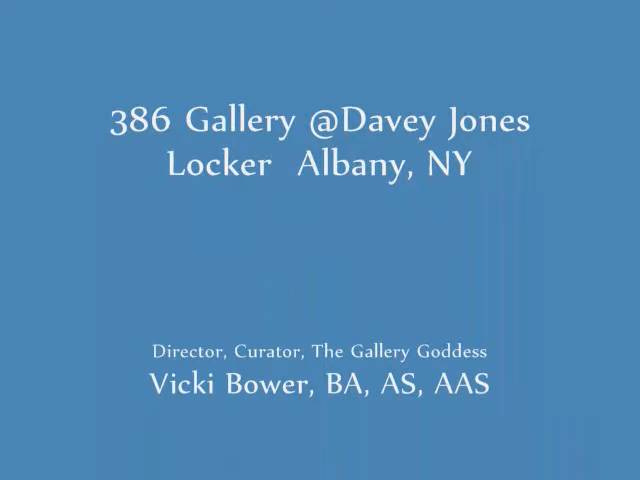 386 Gallery @Davey Jones
Locker  Albany, NY
Director, Curator, The Gallery Goddess
Vicki Bower, BA, AS, AAS